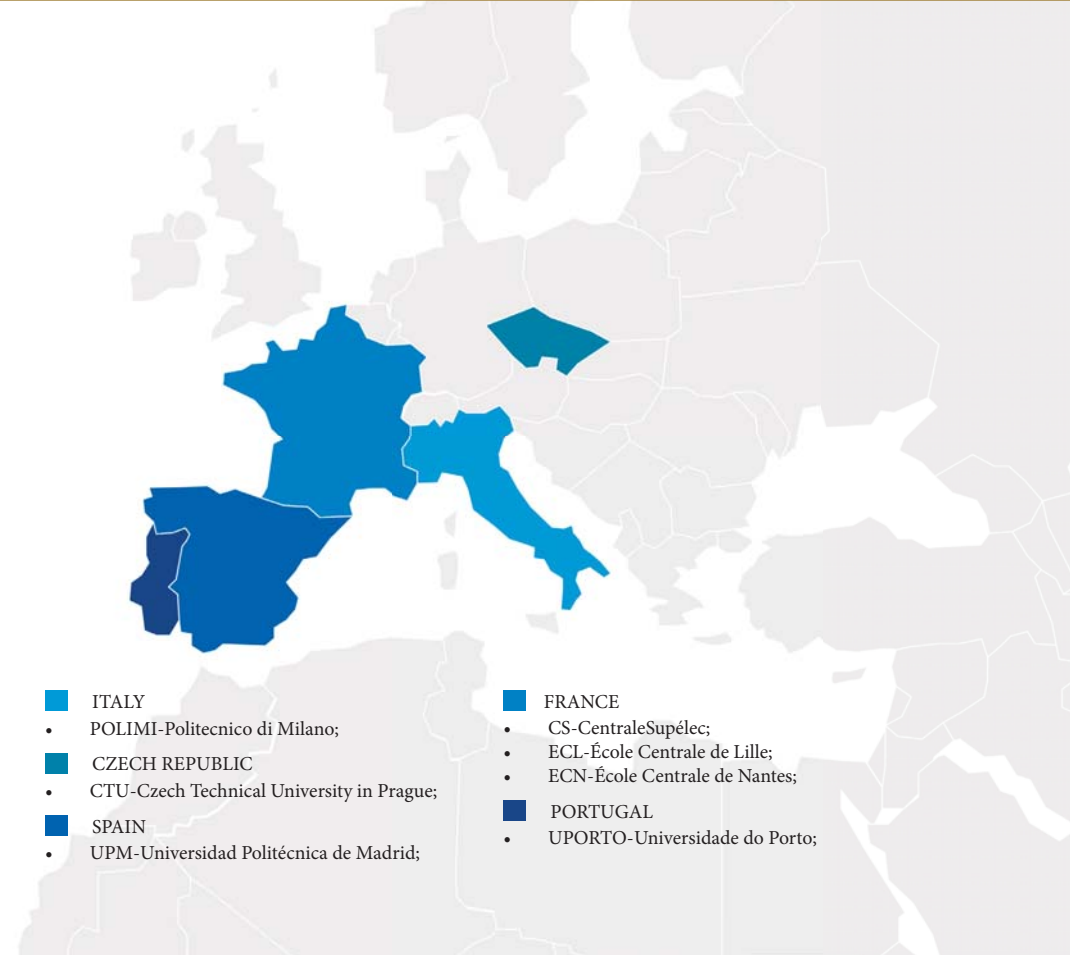 ITALY
• POLIMI-Politecnico di Milano;
CZECH REPUBLIC
• CTU-Czech Technical University in Prague;
SPAIN
• UPM-Universidad Politécnica de Madrid;
FRANCE
• CS-CentraleSupélec;
• ECL-École Centrale de Lille;
• ECN-École Centrale de Nantes;
PORTUGAL
• UPORTO-Universidade do Porto;